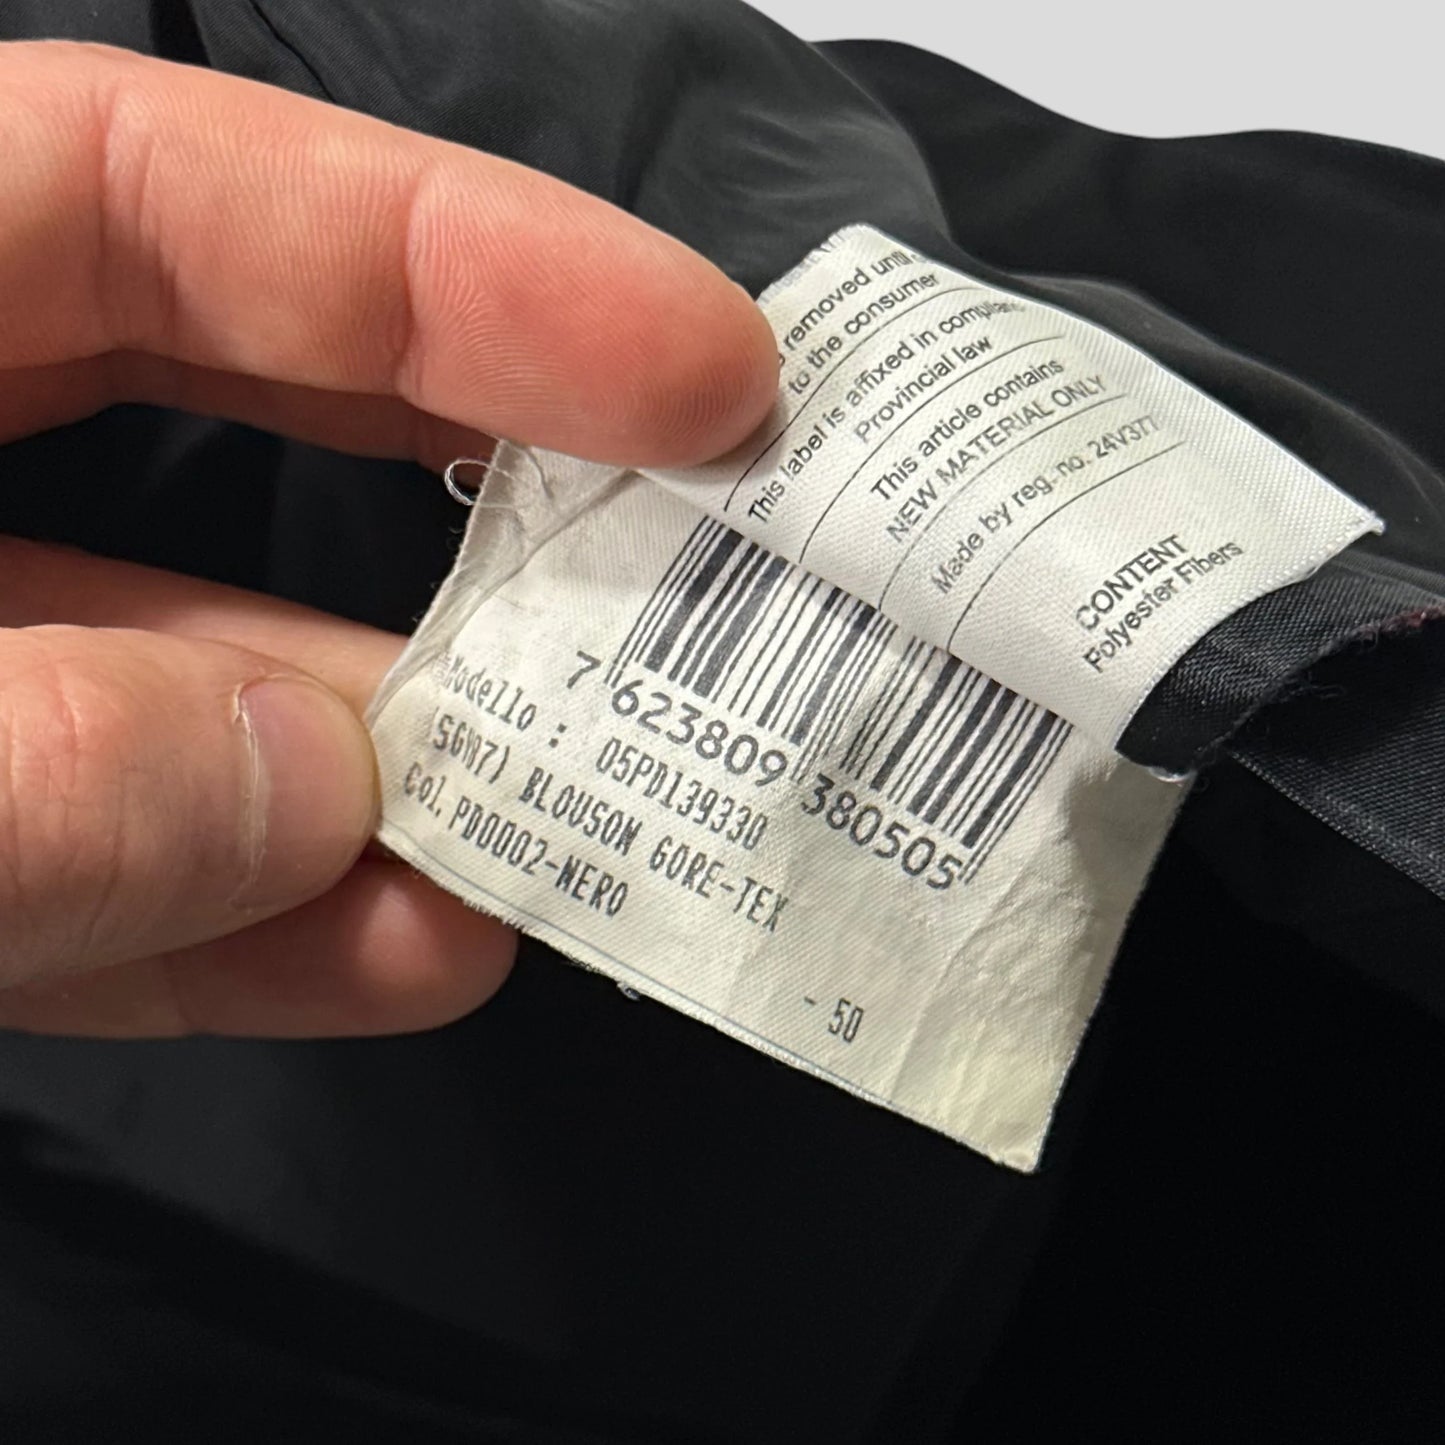 removed until
to the consumer
This label is affixed in complianc
Provincial law
This article contains
NEW MATERIAL ONLY
Made by reg. no. 24V377
CONTENT
Polyester Fibers
7 623809 380505
Modello : 05PD139330
(SGW7) BLOUSON GORE-TEX
Col. PD0002-NERO
- 50